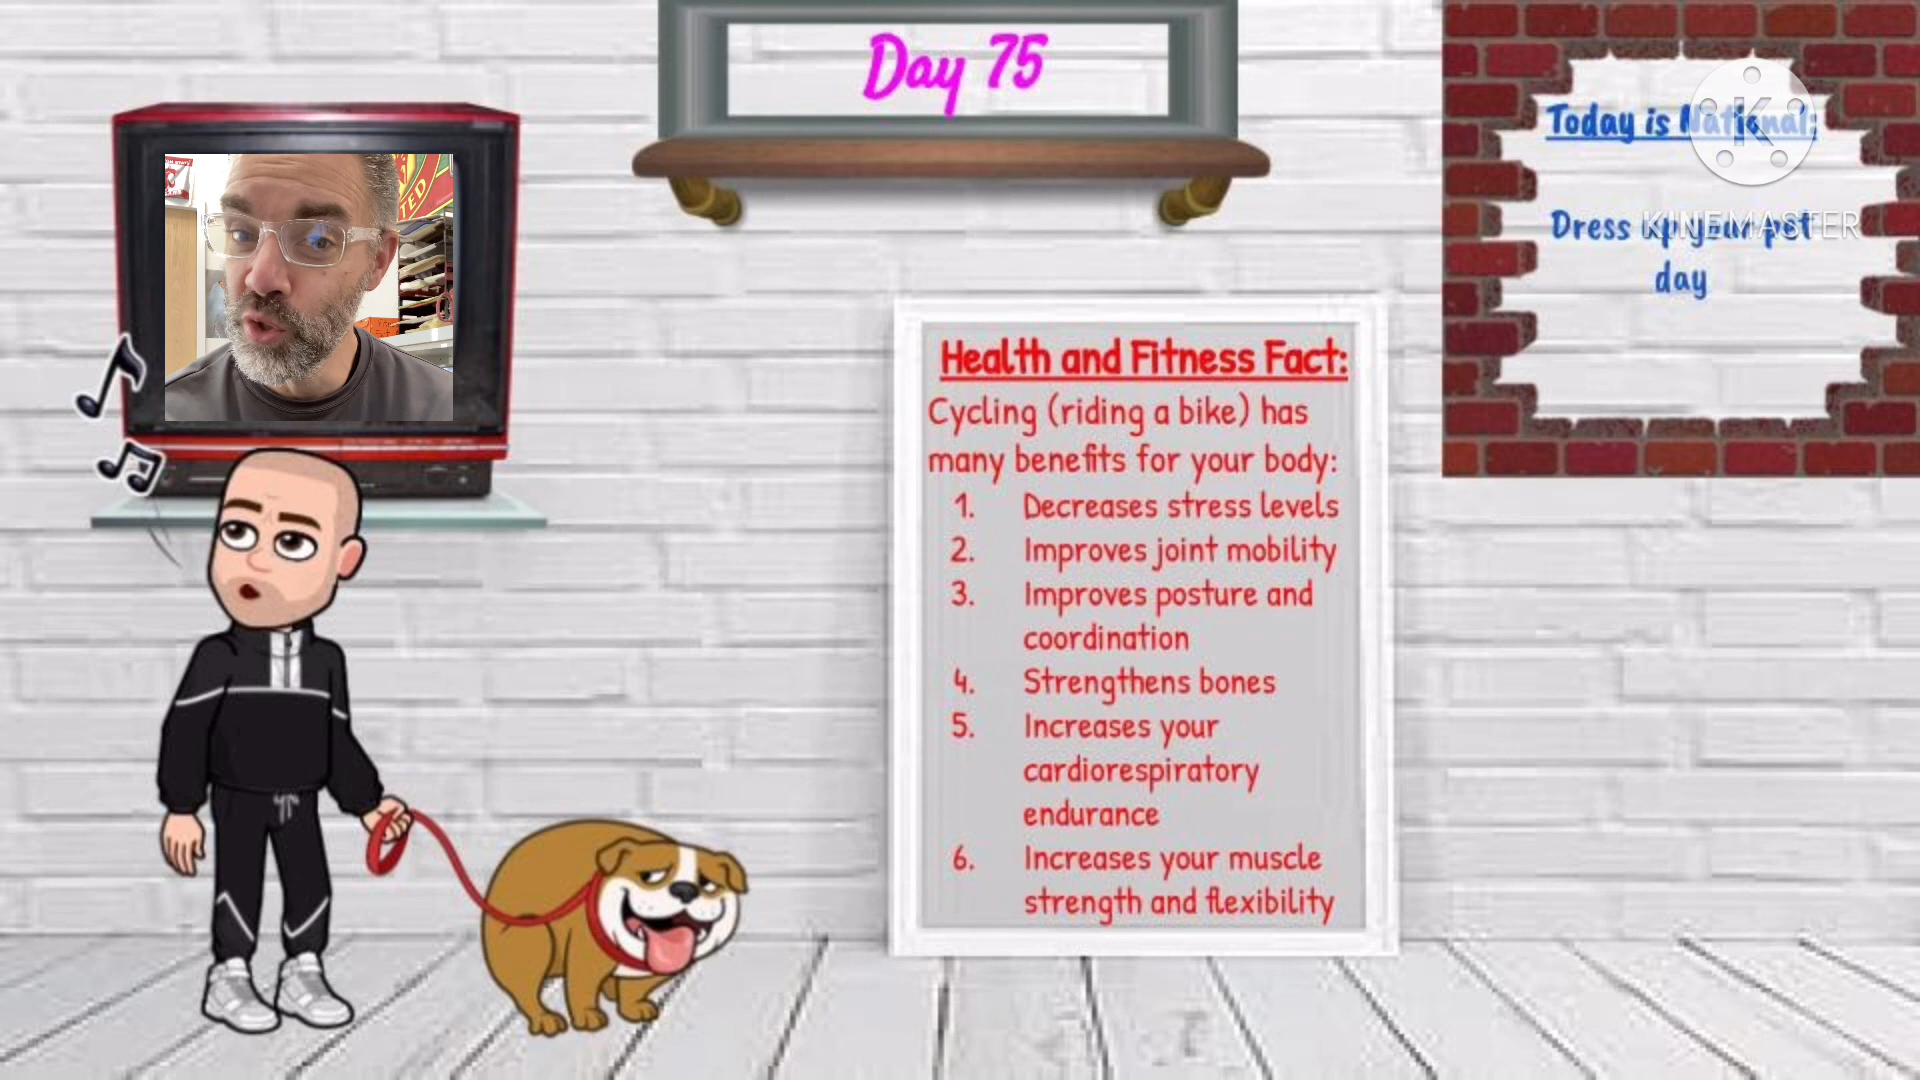 Day 75
Today is National:
Dress up your pet
day
KINEMASTER
K
TED
Health and Fitness Fact:
Cycling (riding a bike) has
many benefits for your body:
1. Decreases stress levels
2. Improves joint mobility
3. Improves posture and
coordination
4. Strengthens bones
5. Increases your
cardiorespiratory
endurance
6. Increases your muscle
strength and flexibility